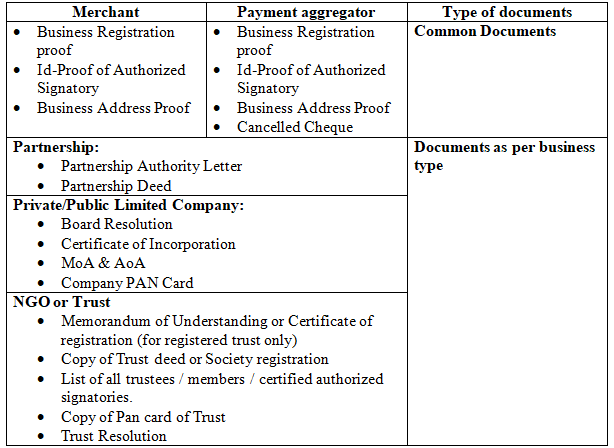 Merchant
Payment aggregator
Type of documents
• Business Registration
proof
• Id-Proof of Authorized
Signatory
• Business Address Proof
• Business Registration
proof
• Id-Proof of Authorized
Signatory
• Business Address Proof
• Cancelled Cheque
Common Documents
Partnership:
• Partnership Authority Letter
• Partnership Deed
Documents as per business
type
Private/Public Limited Company:
• Board Resolution
• Certificate of Incorporation
• MoA & AoA
• Company PAN Card
NGO or Trust
• Memorandum of Understanding or Certificate of
registration (for registered trust only)
• Copy of Trust deed or Society registration
• List of all trustees / members / certified authorized
signatories.
• Copy of Pan card of Trust
• Trust Resolution